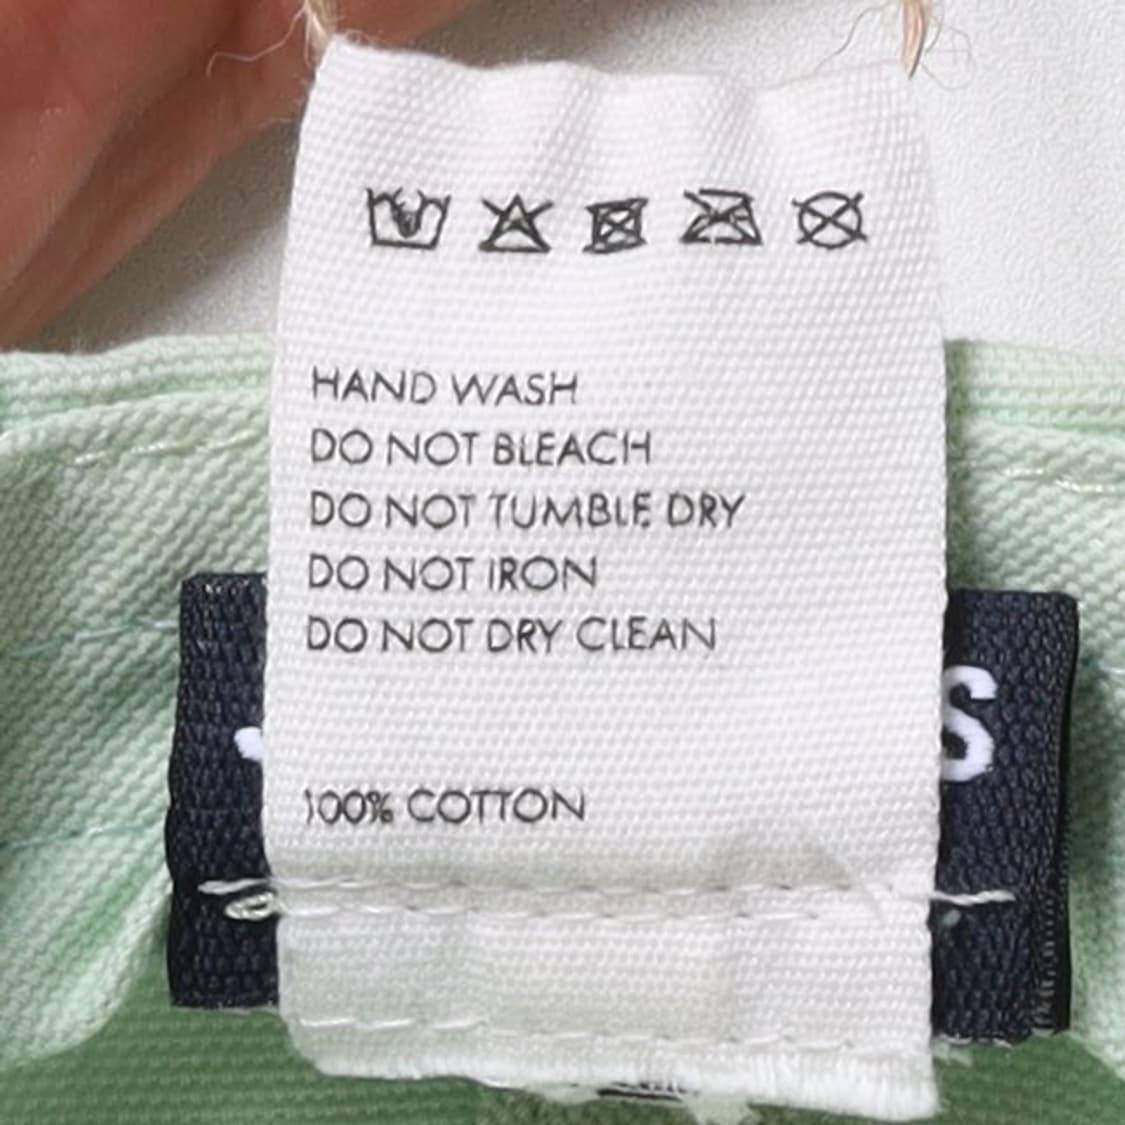 HAND WASH
DO NOT BLEACH
DO NOT TUMBLE DRY
DO NOT IRON
DO NOT DRY CLEAN
100% COTTON
S